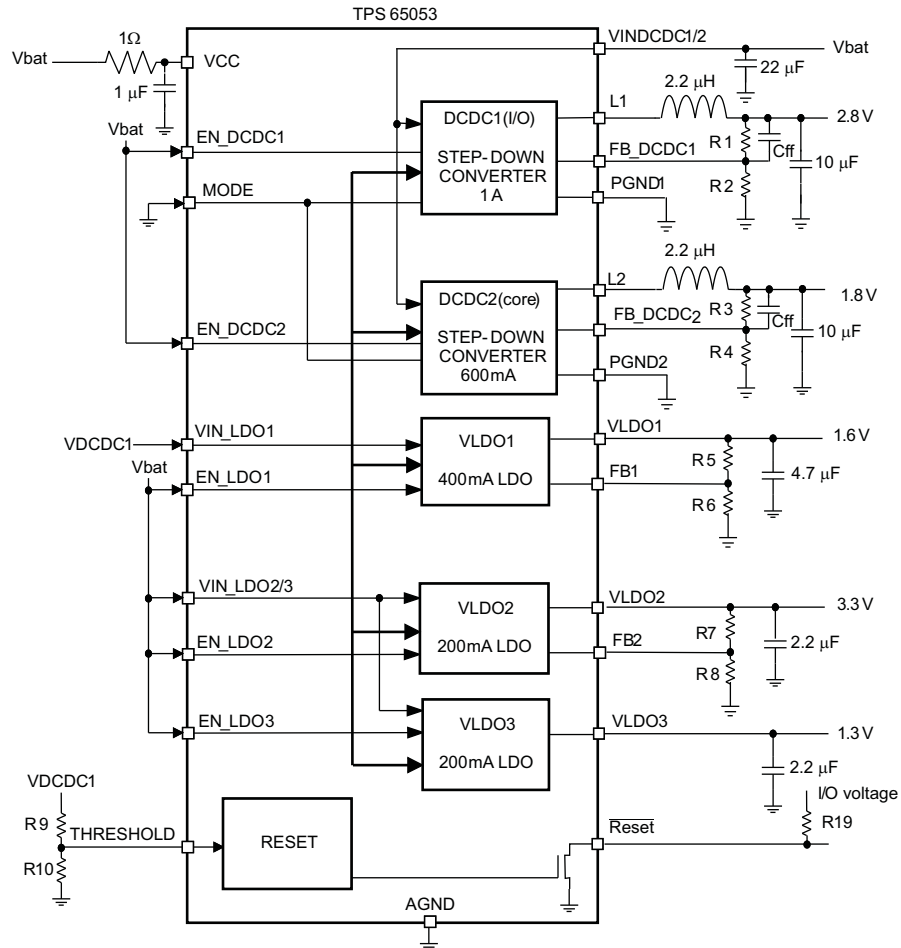 TPS 65053
1Ω
Vbat
VCC
1 μF
Vbat
EN_DCDC1
MODE
EN_DCDC2
VIN_LDO1
VDCDC1
Vbat
EN_LDO1
VIN_LDO2/3
EN_LDO2
EN_LDO3
VDCDC1
R9
THRESHOLD
R10
DCDC1(I/O)
STEP-DOWN
CONVERTER
1 A
DCDC2(core)
STEP-DOWN
CONVERTER
600mA
VLDO1
400mA LDO
VLDO2
200mA LDO
VLDO3
200mA LDO
RESET
AGND
VINDCDC1/2
Vbat
22 μF
2.2 μH
L1
2.8 V
R1
Cff
FB_DCDC1
10 μF
R2
PGND1
2.2 μH
L2
1.8 V
R3
Cff
FB_DCDC2
10 μF
R4
PGND2
VLDO1
1.6 V
R5
4.7 μF
FB1
R6
VLDO2
3.3 V
R7
2.2 μF
FB2
R8
VLDO3
1.3 V
2.2 μF
I/O voltage
Reset
R19